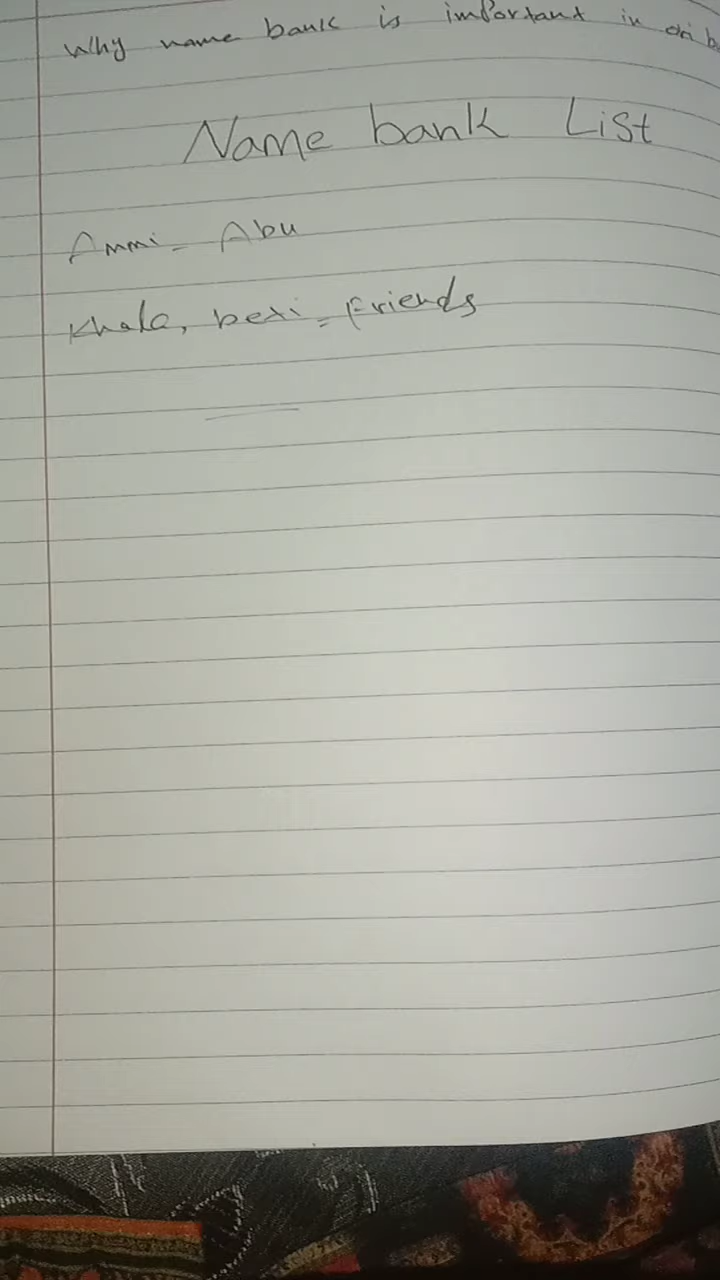 Why name bank is important in
Name bank List
Ammi - Abu
Khala, beti = Friends